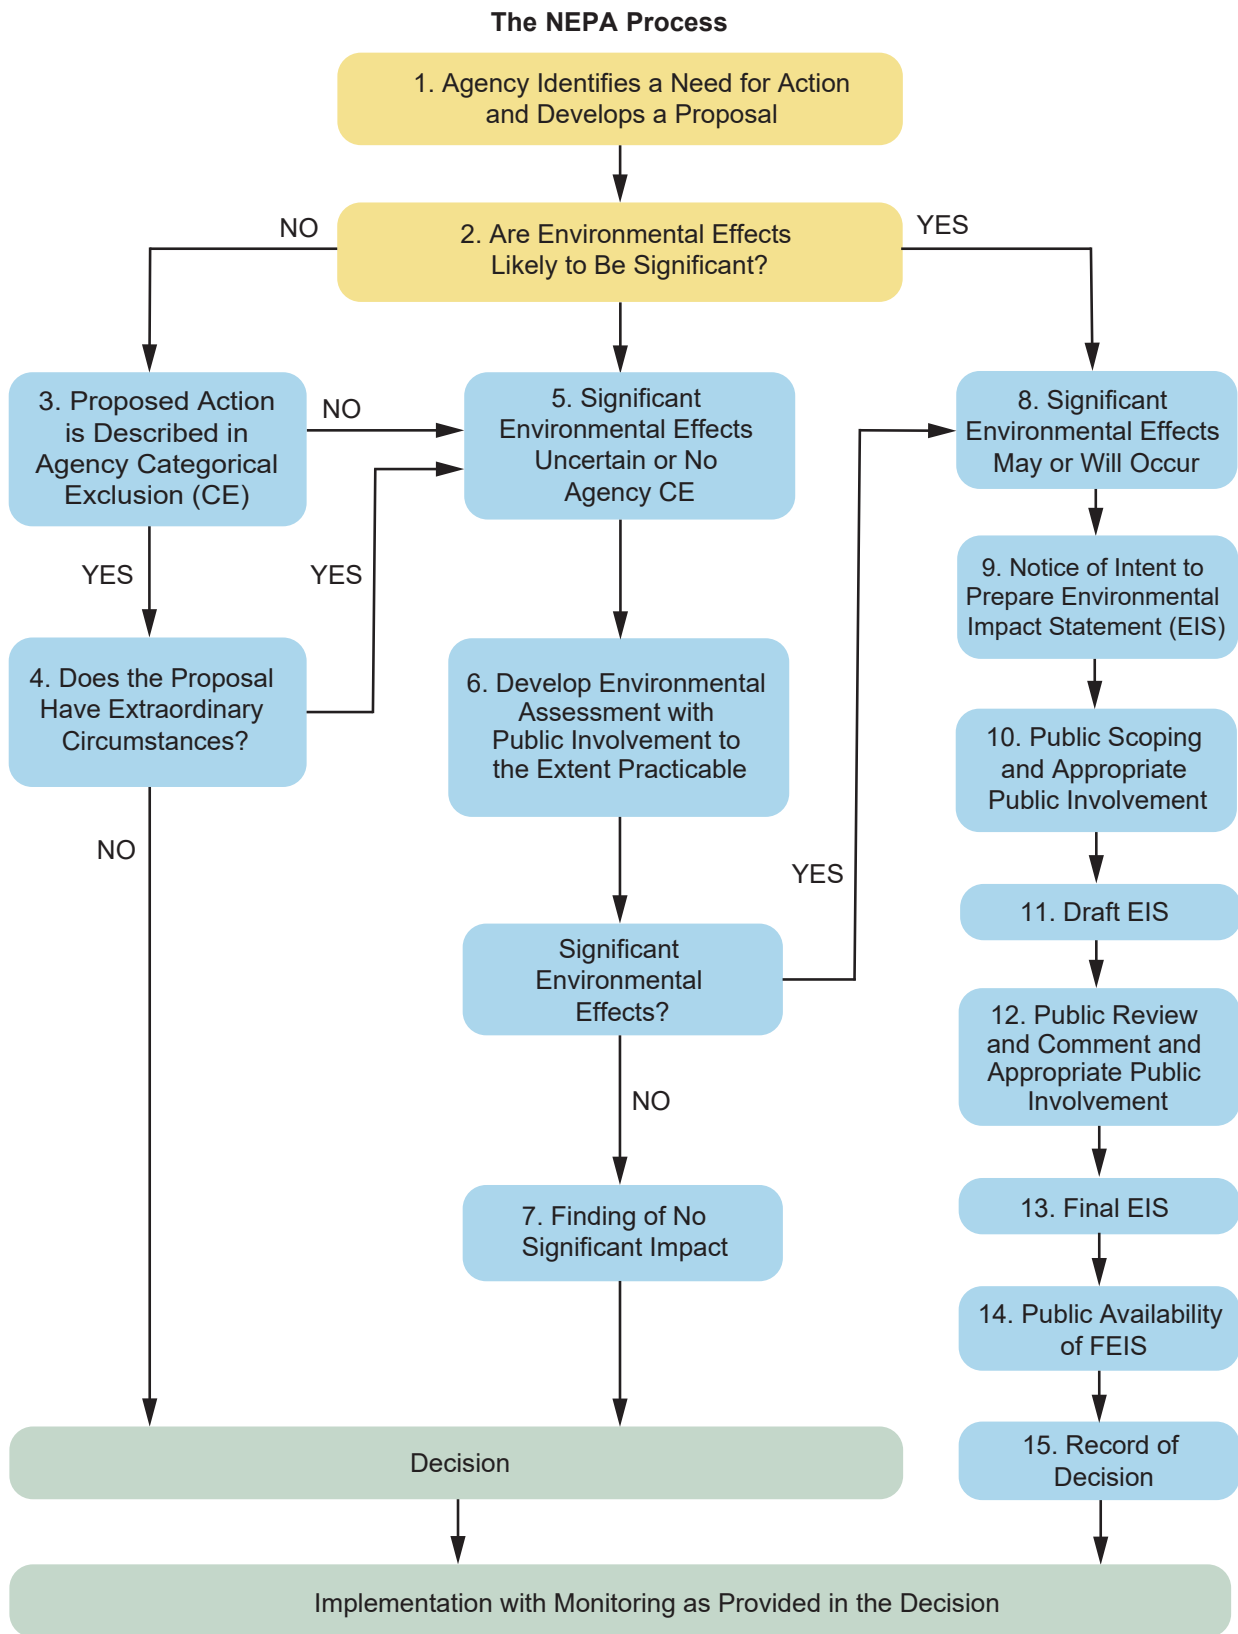 The NEPA Process
1. Agency Identifies a Need for Action
and Develops a Proposal
NO
2. Are Environmental Effects
Likely to Be Significant?
YES
3. Proposed Action
is Described in
Agency Categorical
Exclusion (CE)
NO
5. Significant
Environmental Effects
Uncertain or No
Agency CE
8. Significant
Environmental Effects
May or Will Occur
YES
YES
9. Notice of Intent to
Prepare Environmental
Impact Statement (EIS)
4. Does the Proposal
Have Extraordinary
Circumstances?
6. Develop Environmental
Assessment with
Public Involvement to
the Extent Practicable
10. Public Scoping
and Appropriate
Public Involvement
NO
YES
11. Draft EIS
Significant
Environmental
Effects?
12. Public Review
and Comment and
Appropriate Public
Involvement
NO
13. Final EIS
7. Finding of No
Significant Impact
14. Public Availability
of FEIS
Decision
15. Record of
Decision
Implementation with Monitoring as Provided in the Decision